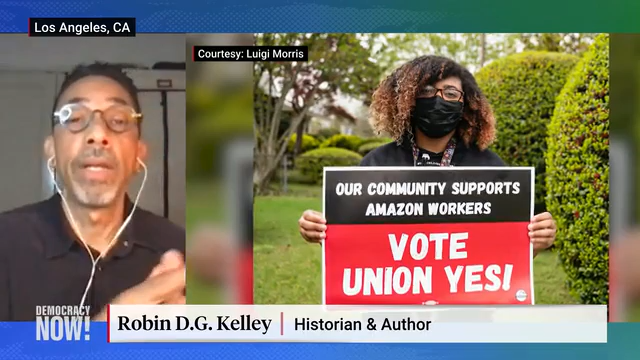 Los Angeles, CA
Courtesy: Luigi Morris
OUR COMMUNITY SUPPORTS
AMAZON WORKERS
VOTE
UNION YES!
DEMOCRACY
NOW!
Robin D.G. Kelley | Historian & Author